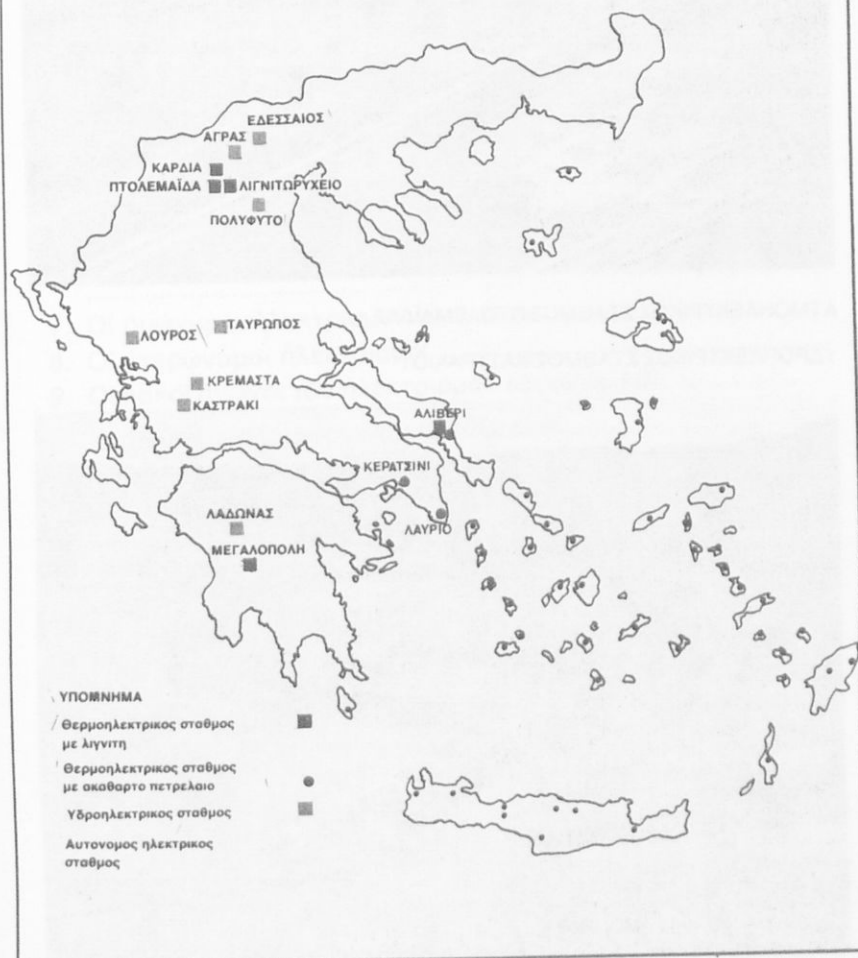 ΕΔΕΣΣΑΙΟΣ
ΑΓΡΑΣ
ΚΑΡΔΙΑ
ΠΤΟΛΕΜΑΪΔΑ
ΛΙΓΝΙΤΩΡΥΧΕΙΟ
ΠΟΛΥΦΥΤΟ
ΛΟΥΡΟΣ
ΤΑΥΡΩΠΟΣ
ΚΡΕΜΑΣΤΑ
ΚΑΣΤΡΑΚΙ
ΑΛΙΒΕΡΙ
ΚΕΡΑΤΣΙΝΙ
ΛΑΥΡΙΟ
ΛΑΔΩΝΑΣ
ΜΕΓΑΛΟΠΟΛΗ
ΥΠΟΜΝΗΜΑ
Θερμοηλεκτρικος σταθμος
με λιγνιτη
Θερμοηλεκτρικος σταθμος
με ακαθαρτο πετρελαιο
Υδροηλεκτρικος σταθμος
Αυτονομος ηλεκτρικος
σταθμος